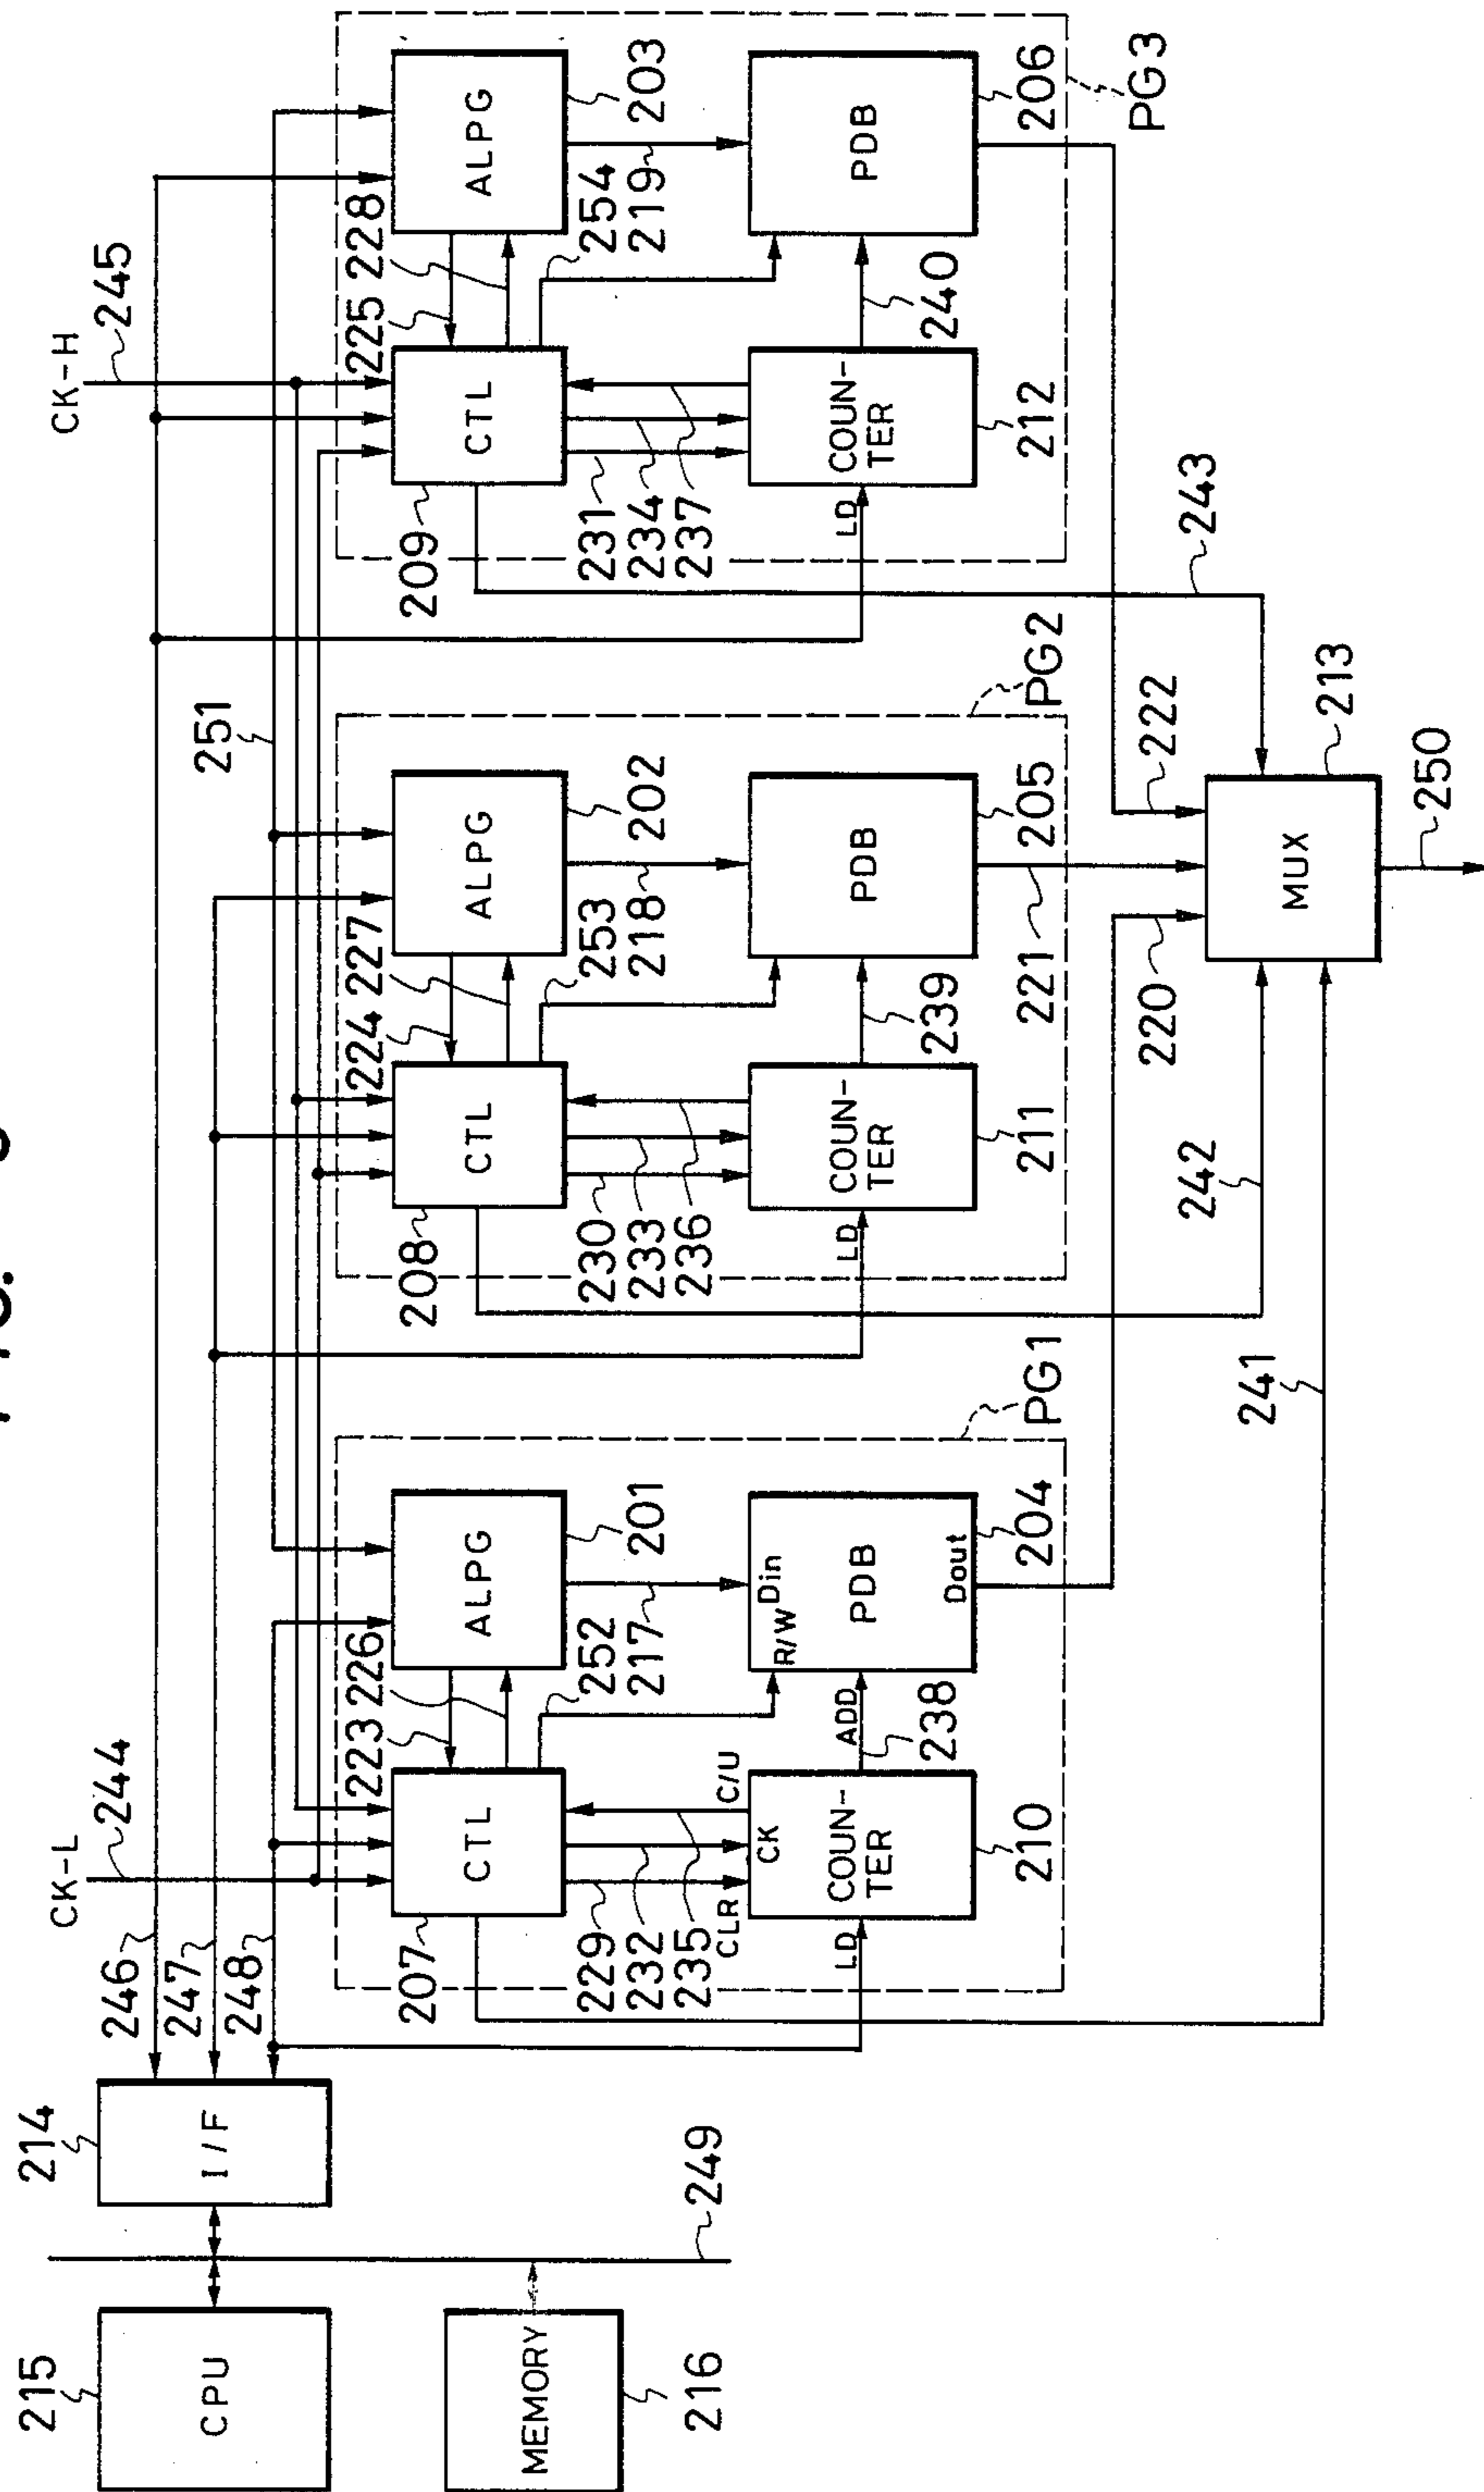 215
CPU
MEMORY
216
214
I/F
249
246
247
248
CK-L
244
CK-H
245
251
207
CTL
223
226
ALPG
201
252
217
229
232
235
CLR
CK
C/U
LD
COUN-
TER
210
ADD
238
R/W
Din
PDB
Dout
204
PG1
208
CTL
224
227
ALPG
202
253
218
230
233
236
LD
COUN-
TER
211
239
PDB
205
PG2
209
CTL
225
228
ALPG
203
254
219
231
234
237
LD
COUN-
TER
212
240
PDB
206
PG3
241
242
243
220
221
222
MUX
213
250